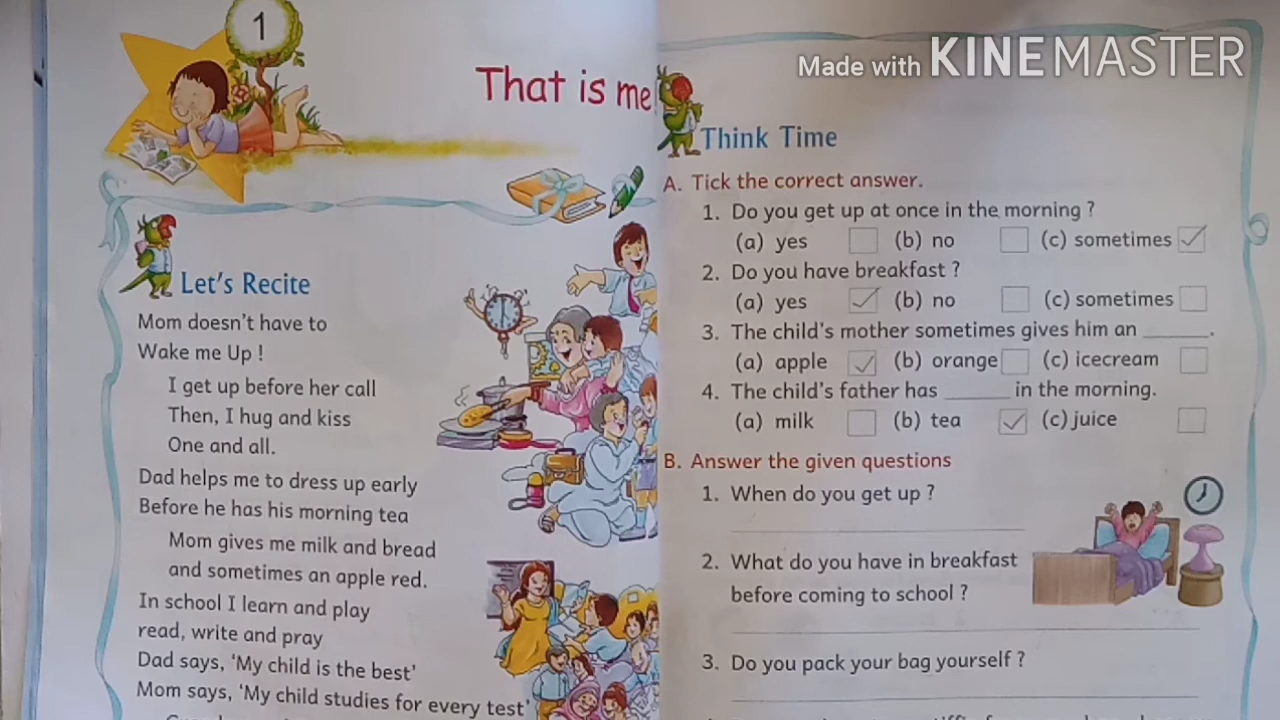 1
That is me
Let's Recite
Mom doesn't have to
Wake me Up !
I get up before her call
Then, I hug and kiss
One and all.
Dad helps me to dress up early
Before he has his morning tea
Mom gives me milk and bread
and sometimes an apple red.
In school I learn and play
read, write and pray
Dad says, 'My child is the best'
Mom says, 'My child studies for every test'
Made with KINEMASTER
Think Time
A. Tick the correct answer.
1. Do you get up at once in the morning ?
(a) yes (b) no (c) sometimes
2. Do you have breakfast ?
(a) yes (b) no (c) sometimes
3. The child's mother sometimes gives him an ______.
(a) apple (b) orange (c) icecream
4. The child's father has ______ in the morning.
(a) milk (b) tea (c) juice
B. Answer the given questions
1. When do you get up ?
2. What do you have in breakfast
before coming to school ?
3. Do you pack your bag yourself ?